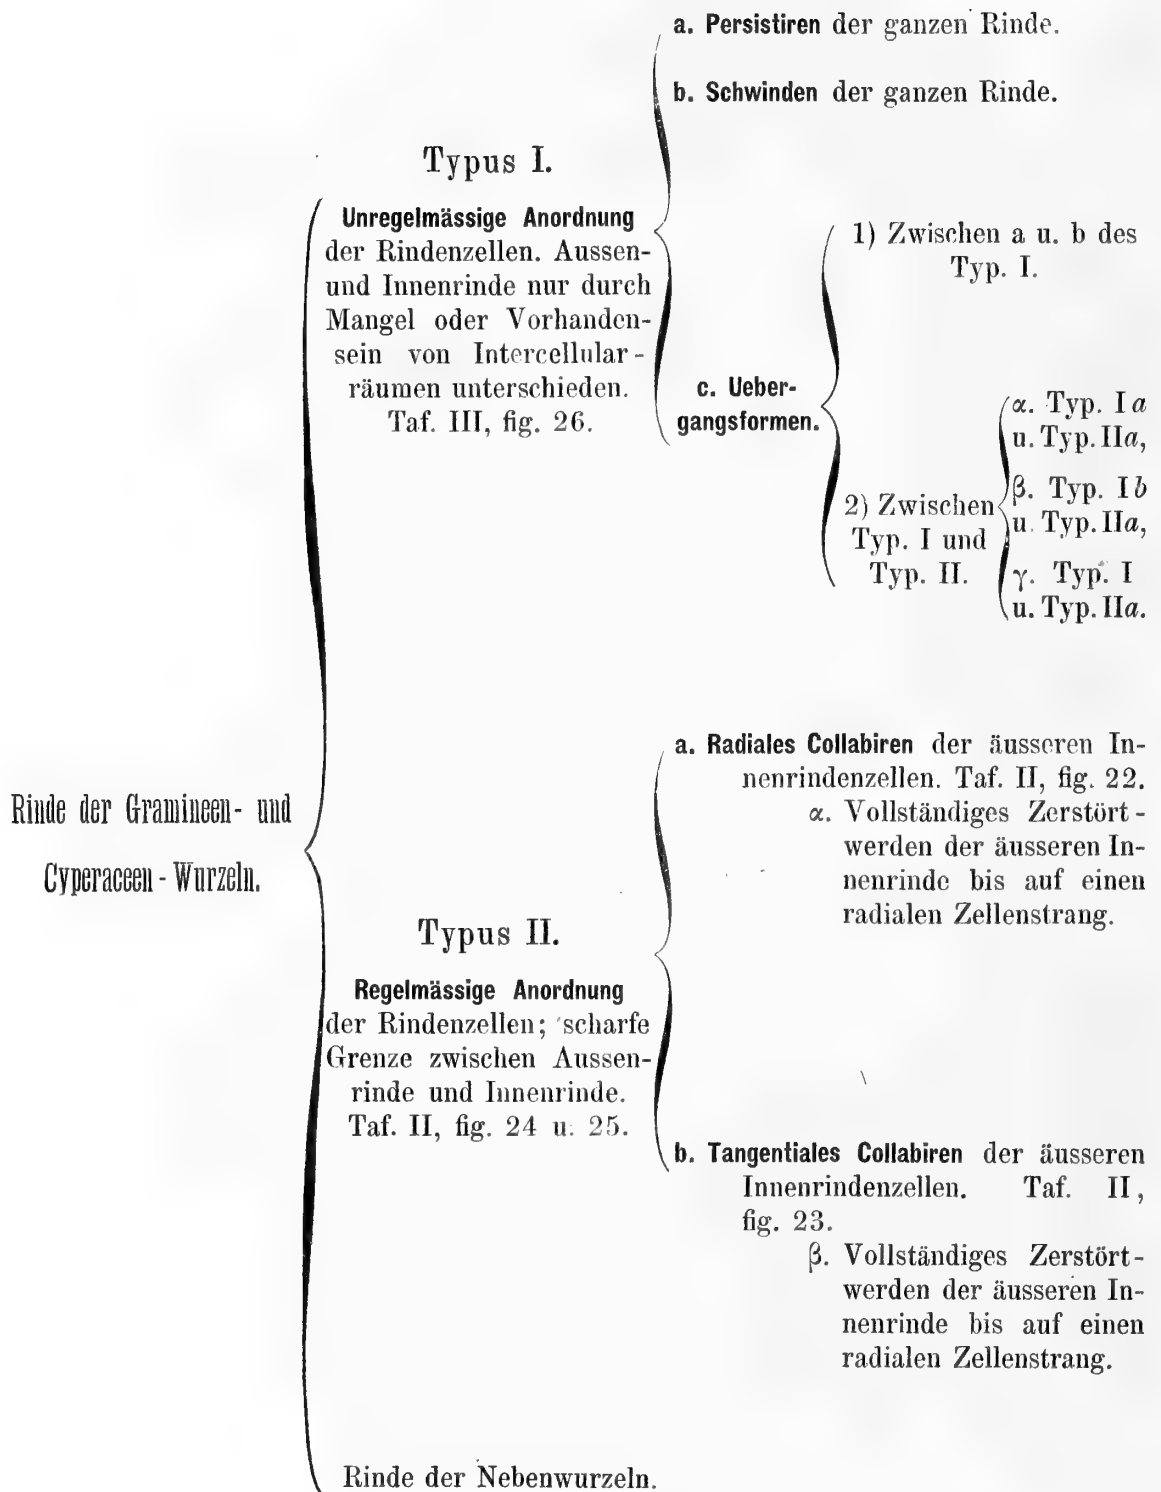 Rinde der Gramineen- und
Cyperaceen - Wurzeln.
Typus I.
Unregelmässige Anordnung
der Rindenzellen. Aussen-
und Innenrinde nur durch
Mangel oder Vorhanden-
sein von Intercellular-
räumen unterschieden.
Taf. III, fig. 26.
a. Persistiren der ganzen Rinde.
b. Schwinden der ganzen Rinde.
c. Ueber-
gangsformen.
1) Zwischen a u. b des
Typ. I.
2) Zwischen
Typ. I und
Typ. II.
α. Typ. Ia
u. Typ. IIa,
β. Typ. Ib
u. Typ. IIa,
γ. Typ. I
u. Typ. IIa.
Typus II.
Regelmässige Anordnung
der Rindenzellen; scharfe
Grenze zwischen Aussen-
rinde und Innenrinde.
Taf. II, fig. 24 u. 25.
a. Radiales Collabiren der äusseren In-
nenrindenzellen. Taf. II, fig. 22.
α. Vollständiges Zerstört-
werden der äusseren In-
nenrinde bis auf einen
radialen Zellenstrang.
b. Tangentiales Collabiren der äusseren
Innenrindenzellen. Taf. II,
fig. 23.
β. Vollständiges Zerstört-
werden der äusseren In-
nenrinde bis auf einen
radialen Zellenstrang.
Rinde der Nebenwurzeln.